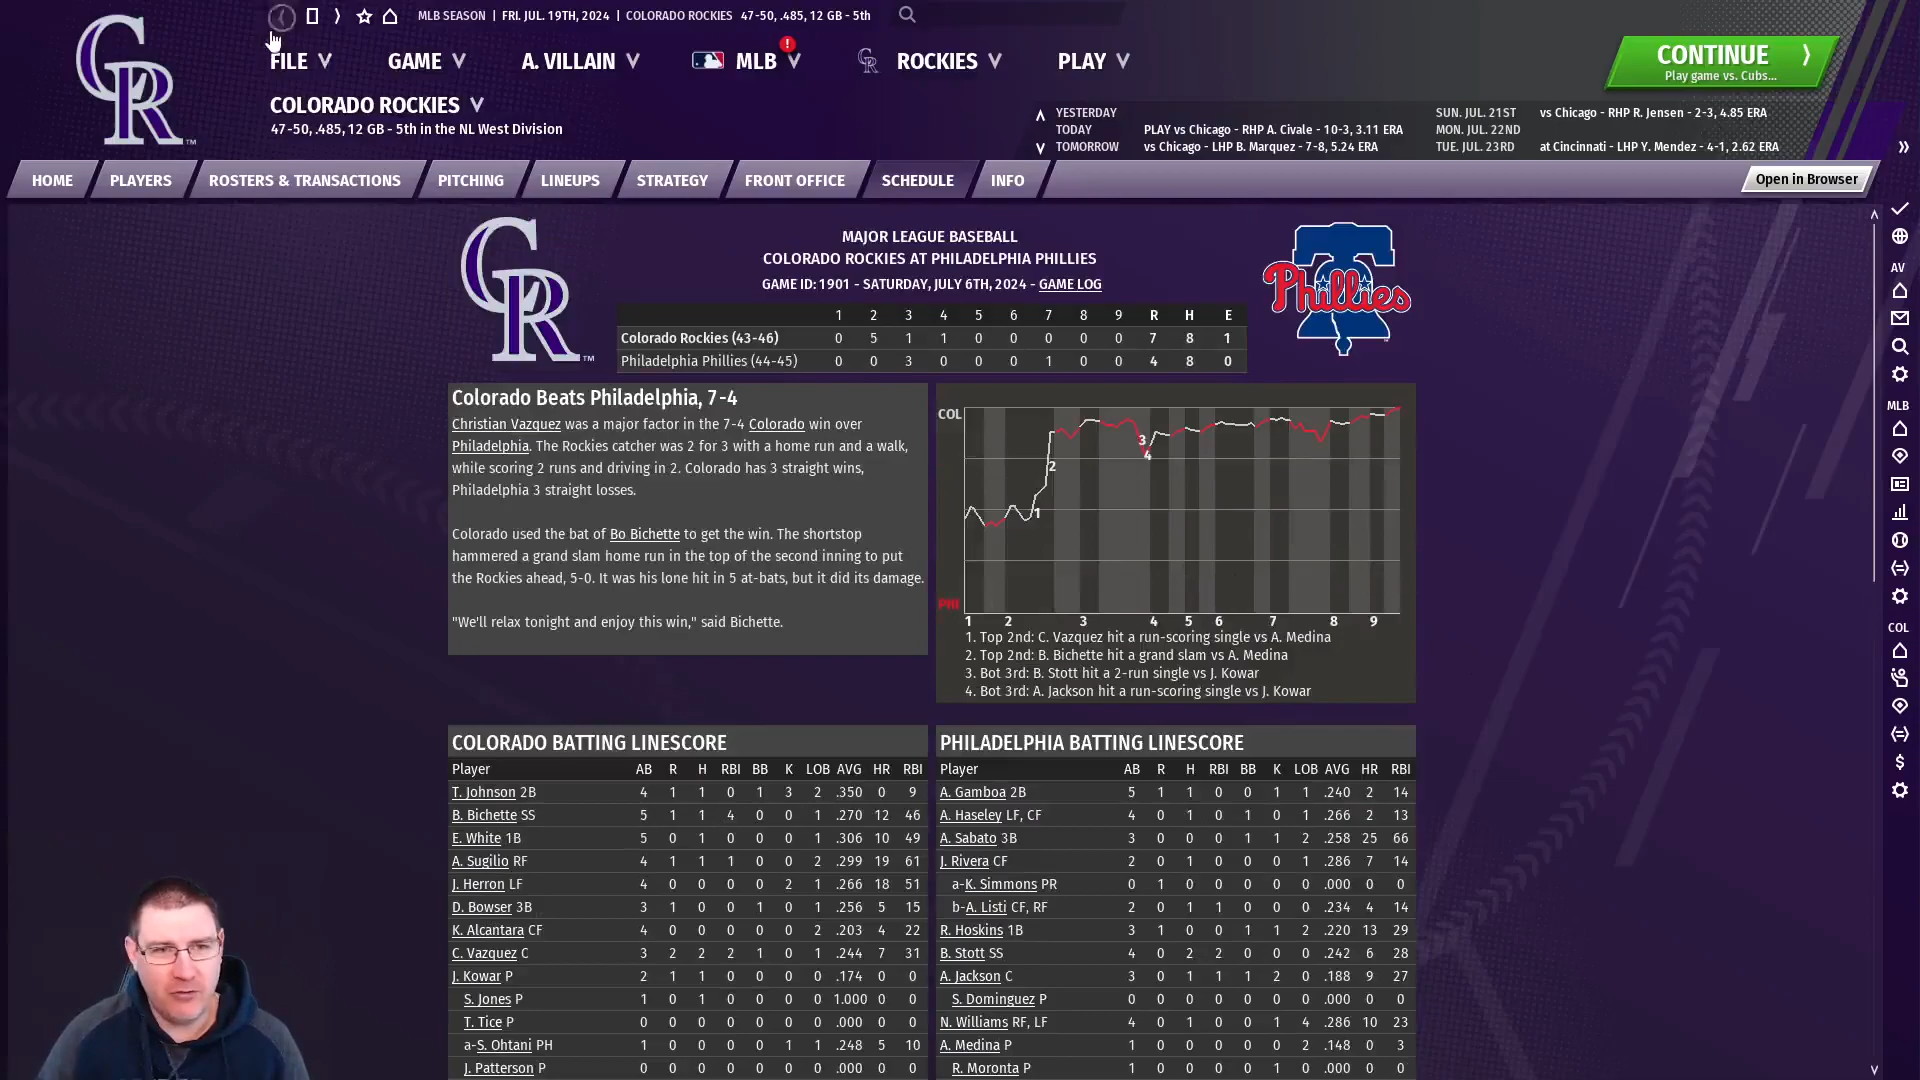 MLB SEASON | FRI. JUL. 19TH, 2024 | COLORADO ROCKIES 47-50, .485, 12 GB - 5th
FILE GAME A. VILLAIN MLB ! ROCKIES PLAY
CONTINUE
Play game vs. Cubs...
CR
COLORADO ROCKIES
47-50, .485, 12 GB - 5th in the NL West Division
YESTERDAY
TODAY PLAY vs Chicago - RHP A. Civale - 10-3, 3.11 ERA
TOMORROW vs Chicago - LHP B. Marquez - 7-8, 5.24 ERA
SUN. JUL. 21ST vs Chicago - RHP R. Jensen - 2-3, 4.85 ERA
MON. JUL. 22ND
TUE. JUL. 23RD at Cincinnati - LHP Y. Mendez - 4-1, 2.62 ERA
HOME PLAYERS ROSTERS & TRANSACTIONS PITCHING LINEUPS STRATEGY FRONT OFFICE SCHEDULE INFO Open in Browser
CR
MAJOR LEAGUE BASEBALL
COLORADO ROCKIES AT PHILADELPHIA PHILLIES
GAME ID: 1901 - SATURDAY, JULY 6TH, 2024 - GAME LOG
Phillies
1 2 3 4 5 6 7 8 9 R H E
Colorado Rockies (43-46) 0 5 1 1 0 0 0 0 0 7 8 1
Philadelphia Phillies (44-45) 0 0 3 0 0 0 1 0 0 4 8 0
Colorado Beats Philadelphia, 7-4
Christian Vazquez was a major factor in the 7-4 Colorado win over
Philadelphia. The Rockies catcher was 2 for 3 with a home run and a walk,
while scoring 2 runs and driving in 2. Colorado has 3 straight wins,
Philadelphia 3 straight losses.
Colorado used the bat of Bo Bichette to get the win. The shortstop
hammered a grand slam home run in the top of the second inning to put
the Rockies ahead, 5-0. It was his lone hit in 5 at-bats, but it did its damage.
"We'll relax tonight and enjoy this win," said Bichette.
COL
3
4
2
1
PHI
1 2 3 4 5 6 7 8 9
1. Top 2nd: C. Vazquez hit a run-scoring single vs A. Medina
2. Top 2nd: B. Bichette hit a grand slam vs A. Medina
3. Bot 3rd: B. Stott hit a 2-run single vs J. Kowar
4. Bot 3rd: A. Jackson hit a run-scoring single vs J. Kowar
COLORADO BATTING LINESCORE
Player AB R H RBI BB K LOB AVG HR RBI
T. Johnson 2B 4 1 1 0 1 3 2 .350 0 9
B. Bichette SS 5 1 1 4 0 0 1 .270 12 46
E. White 1B 5 0 1 0 0 1 1 .306 10 49
A. Sugilio RF 4 1 1 1 0 0 2 .299 19 61
J. Herron LF 4 0 0 0 0 2 1 .266 18 51
D. Bowser 3B 3 1 0 0 1 0 1 .256 5 15
K. Alcantara CF 4 0 0 0 0 0 2 .203 4 22
C. Vazquez C 3 2 2 2 1 0 1 .244 7 31
J. Kowar P 2 1 1 0 0 0 0 .174 0 0
S. Jones P 1 0 1 0 0 0 0 1.000 0 0
T. Tice P 0 0 0 0 0 0 0 .000 0 0
a-S. Ohtani PH 1 0 0 0 0 1 1 .248 5 10
J. Patterson P 0 0 0 0 0 0 0 .000 0 0
PHILADELPHIA BATTING LINESCORE
Player AB R H RBI BB K LOB AVG HR RBI
A. Gamboa 2B 5 1 1 0 0 1 1 .240 2 14
A. Haseley LF, CF 4 0 1 0 1 0 1 .266 2 13
A. Sabato 3B 3 0 0 0 1 1 2 .258 25 66
J. Rivera CF 2 0 1 0 0 0 1 .286 7 14
a-K. Simmons PR 0 1 0 0 0 0 0 .000 0 0
b-A. Listi CF, RF 2 0 1 1 0 0 0 .234 4 14
R. Hoskins 1B 3 1 0 0 1 1 2 .220 13 29
B. Stott SS 4 0 2 2 0 0 0 .242 6 28
A. Jackson C 3 0 1 1 1 2 0 .188 9 27
S. Dominguez P 0 0 0 0 0 0 0 .000 0 0
N. Williams RF, LF 4 0 1 0 0 1 4 .286 10 23
A. Medina P 1 0 0 0 0 0 2 .148 0 3
R. Moronta P 1 0 0 0 0 1 0 .000 0 0
AV
MLB
COL